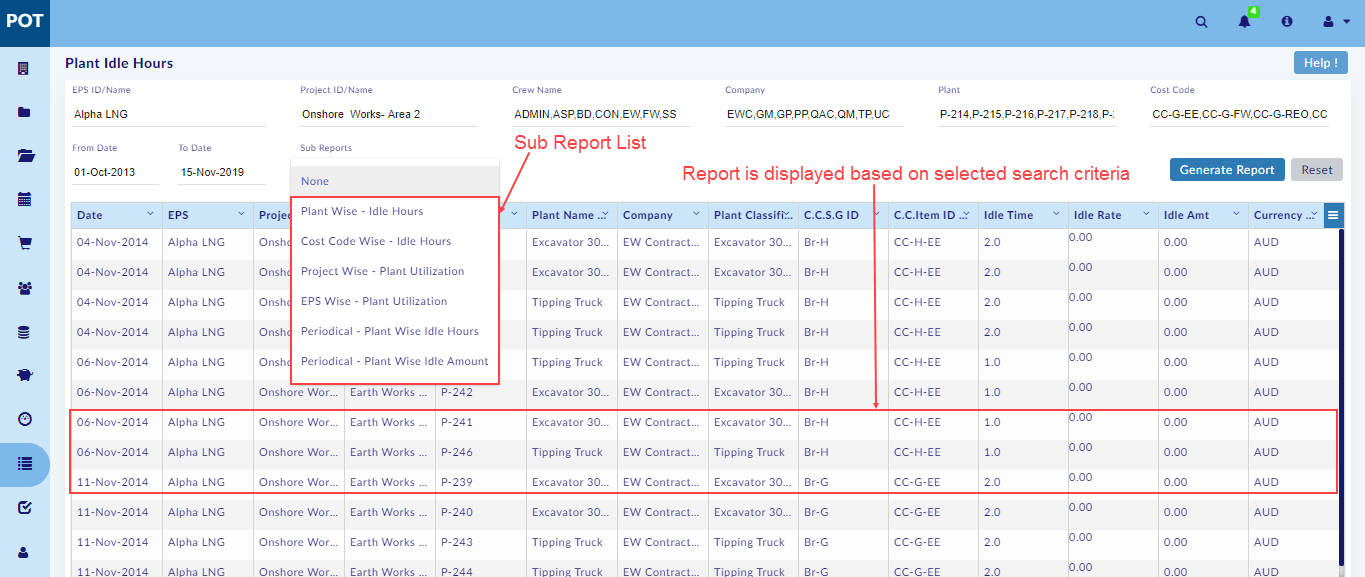 POT
4
Plant Idle Hours
Help !
EPS ID/Name Project ID/Name Crew Name Company Plant Cost Code
Alpha LNG Onshore Works- Area 2 ADMIN,ASP,BD,CON,EW,FW,SS EWC,GM,GP,PP,QAC,QM,TP,UC P-214,P-215,P-216,P-217,P-218,P- CC-G-EE,CC-G-FW,CC-G-REO,CC
From Date To Date Sub Reports
Sub Report List
01-Oct-2013 15-Nov-2019
Report is displayed based on selected search criteria
Generate Report Reset
None
Plant Wise - Idle Hours
Cost Code Wise - Idle Hours
Project Wise - Plant Utilization
EPS Wise - Plant Utilization
Periodical - Plant Wise Idle Hours
Periodical - Plant Wise Idle Amount
Date EPS Projec Plant Name ... Company Plant Classifi... C.C.S.G ID C.C.Item ID ... Idle Time Idle Rate Idle Amt Currency ...
04-Nov-2014 Alpha LNG Onsho Excavator 30... EW Contract... Excavator 30... Br-H CC-H-EE 2.0 0.00 0.00 AUD
04-Nov-2014 Alpha LNG Onsho Excavator 30... EW Contract... Excavator 30... Br-H CC-H-EE 2.0 0.00 0.00 AUD
04-Nov-2014 Alpha LNG Onsho Tipping Truck EW Contract... Tipping Truck Br-H CC-H-EE 2.0 0.00 0.00 AUD
04-Nov-2014 Alpha LNG Onsho Tipping Truck EW Contract... Tipping Truck Br-H CC-H-EE 2.0 0.00 0.00 AUD
06-Nov-2014 Alpha LNG Onsho Tipping Truck EW Contract... Tipping Truck Br-H CC-H-EE 1.0 0.00 0.00 AUD
06-Nov-2014 Alpha LNG Onshore Wor... Earth Works ... P-242 Excavator 30... EW Contract... Excavator 30... Br-H CC-H-EE 1.0 0.00 0.00 AUD
06-Nov-2014 Alpha LNG Onshore Wor... Earth Works ... P-241 Excavator 30... EW Contract... Excavator 30... Br-H CC-H-EE 1.0 0.00 0.00 AUD
06-Nov-2014 Alpha LNG Onshore Wor... Earth Works ... P-246 Tipping Truck EW Contract... Tipping Truck Br-H CC-H-EE 1.0 0.00 0.00 AUD
11-Nov-2014 Alpha LNG Onshore Wor... Earth Works ... P-239 Excavator 30... EW Contract... Excavator 30... Br-G CC-G-EE 2.0 0.00 0.00 AUD
11-Nov-2014 Alpha LNG Onshore Wor... Earth Works ... P-240 Excavator 30... EW Contract... Excavator 30... Br-G CC-G-EE 2.0 0.00 0.00 AUD
11-Nov-2014 Alpha LNG Onshore Wor... Earth Works ... P-243 Tipping Truck EW Contract... Tipping Truck Br-G CC-G-EE 2.0 0.00 0.00 AUD
11-Nov-2014 Alpha LNG Onshore Wor... Earth Works ... P-244 Tipping Truck EW Contract... Tipping Truck Br-G CC-G-EE 2.0 0.00 0.00 AUD